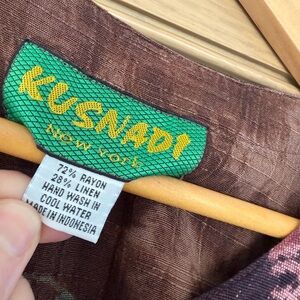 KUSNADI
NEW YORK
72% RAYON
28% LINEN
HAND WASH IN
COOL WATER
MADE IN INDONESIA